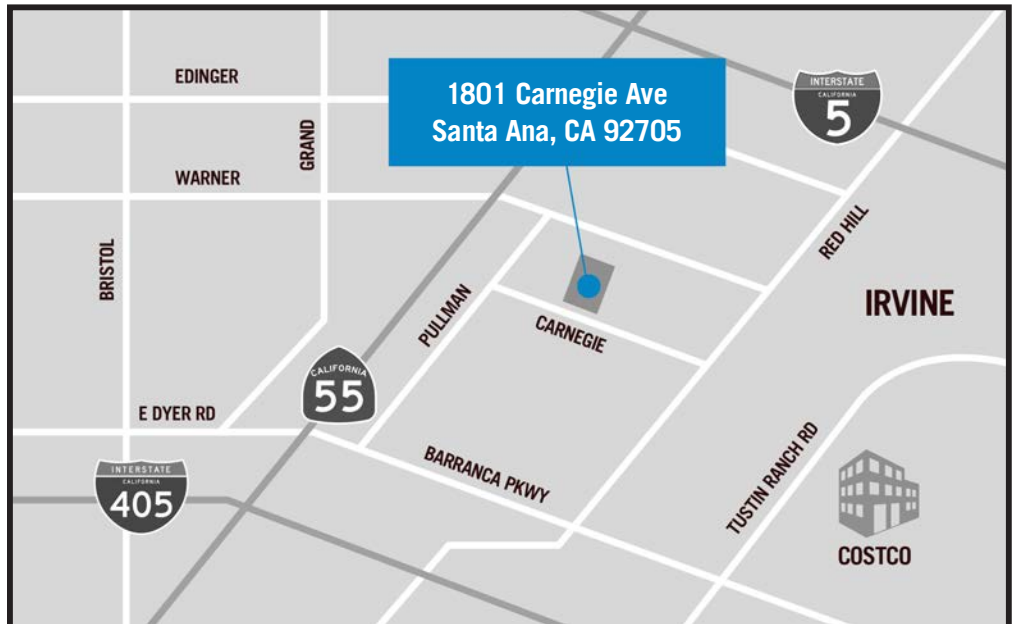 EDINGER
1801 Carnegie Ave
Santa Ana, CA 92705
INTERSTATE
CALIFORNIA
5
GRAND
WARNER
RED HILL
BRISTOL
IRVINE
PULLMAN
CARNEGIE
CALIFORNIA
55
E DYER RD
BARRANCA PKWY
TUSTIN RANCH RD
INTERSTATE
CALIFORNIA
405
COSTCO